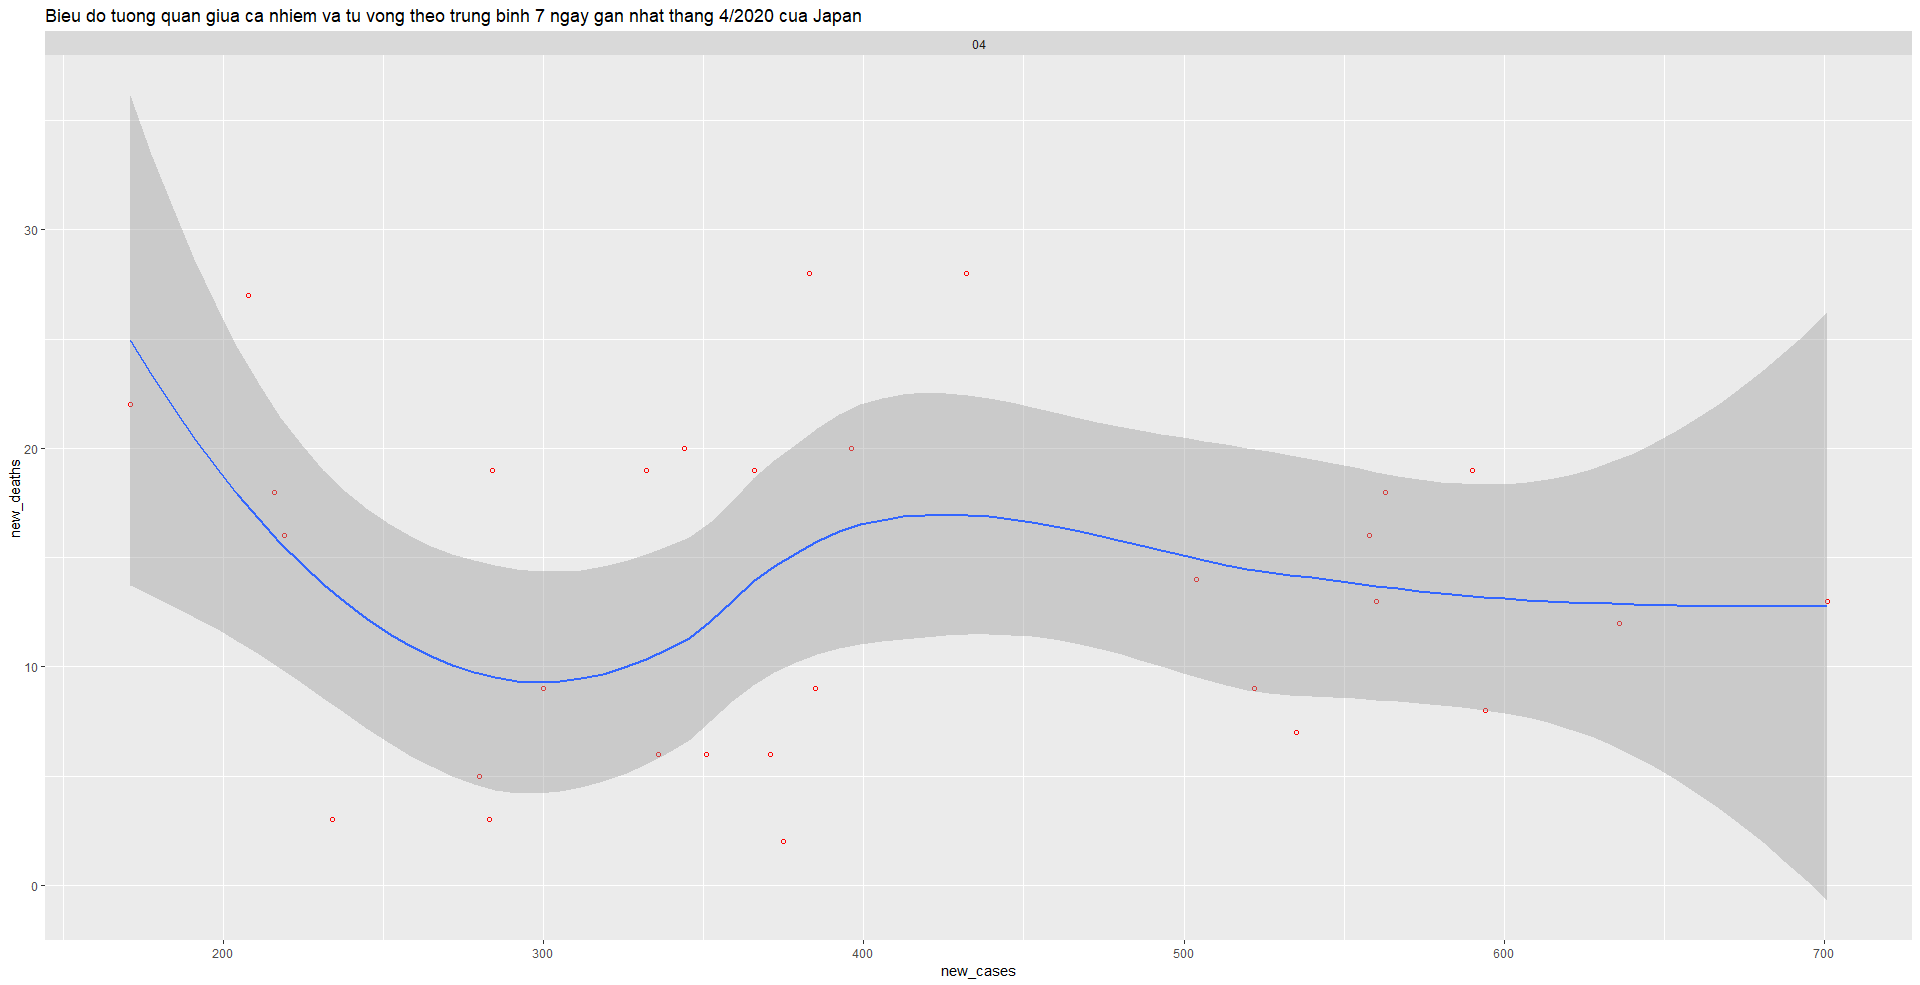 Bieu do tuong quan giua ca nhiem va tu vong theo trung binh 7 ngay gan nhat thang 4/2020 cua Japan
04
30
20
10
0
new_deaths
200 300 400 500 600 700
new_cases